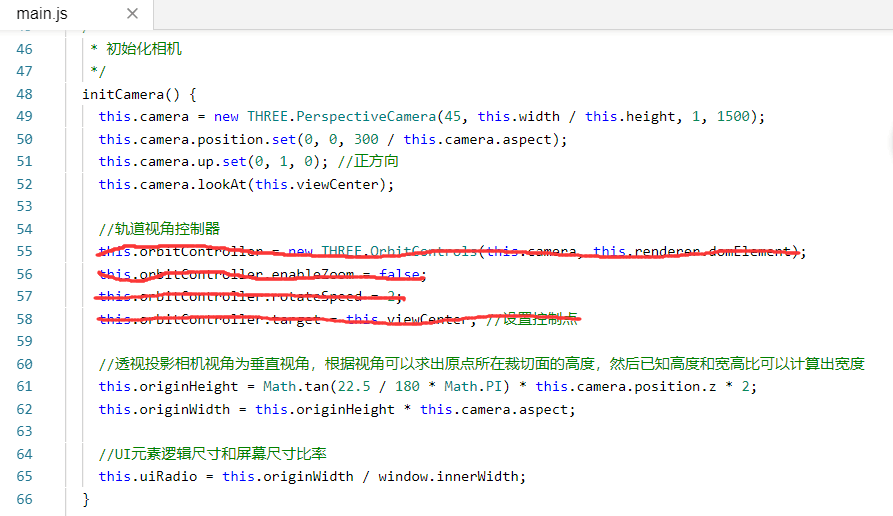 main.js
46 * 初始化相机
47 */
48 initCamera() {
49 this.camera = new THREE.PerspectiveCamera(45, this.width / this.height, 1, 1500);
50 this.camera.position.set(0, 0, 300 / this.camera.aspect);
51 this.camera.up.set(0, 1, 0); //正方向
52 this.camera.lookAt(this.viewCenter);
53
54 //轨道视角控制器
55 this.orbitController = new THREE.OrbitControls(this.camera, this.renderer.domElement);
56 this.orbitController.enableZoom = false;
57 this.orbitController.rotateSpeed = 2;
58 this.orbitController.target = this.viewCenter; //设置控制点
59
60 //透视投影相机视角为垂直视角，根据视角可以求出原点所在裁切面的高度，然后已知高度和宽高比可以计算出宽度
61 this.originHeight = Math.tan(22.5 / 180 * Math.PI) * this.camera.position.z * 2;
62 this.originWidth = this.originHeight * this.camera.aspect;
63
64 //UI元素逻辑尺寸和屏幕尺寸比率
65 this.uiRadio = this.originWidth / window.innerWidth;
66 }